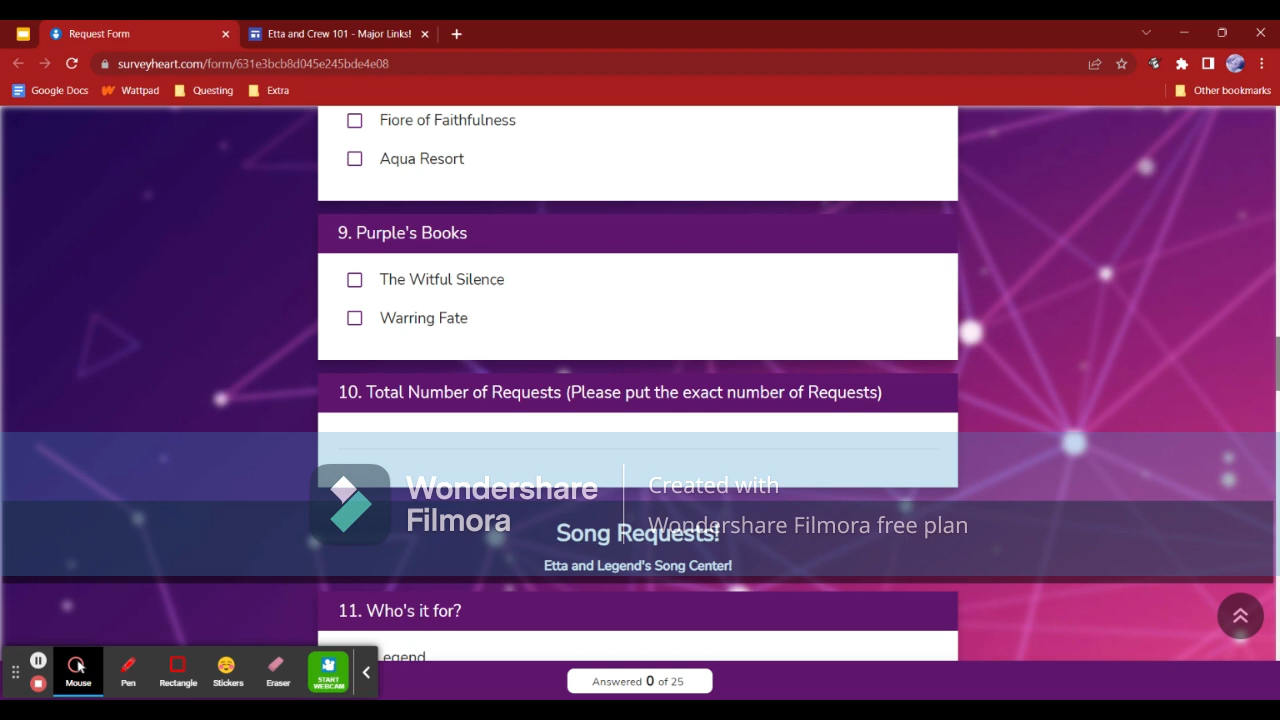 Request Form
Etta and Crew 101 - Major Links!
surveyheart.com/form/631e3bcb8d045e245bde4e08
Google Docs
Wattpad
Questing
Extra
Other bookmarks
Fiore of Faithfulness
Aqua Resort
9. Purple's Books
The Witful Silence
Warring Fate
10. Total Number of Requests (Please put the exact number of Requests)
Wondershare
Filmora
Created with
Wondershare Filmora free plan
Song Requests!
Etta and Legend's Song Center!
11. Who's it for?
egend
Mouse
Pen
Rectangle
Stickers
Eraser
START
WEBCAM
Answered 0 of 25